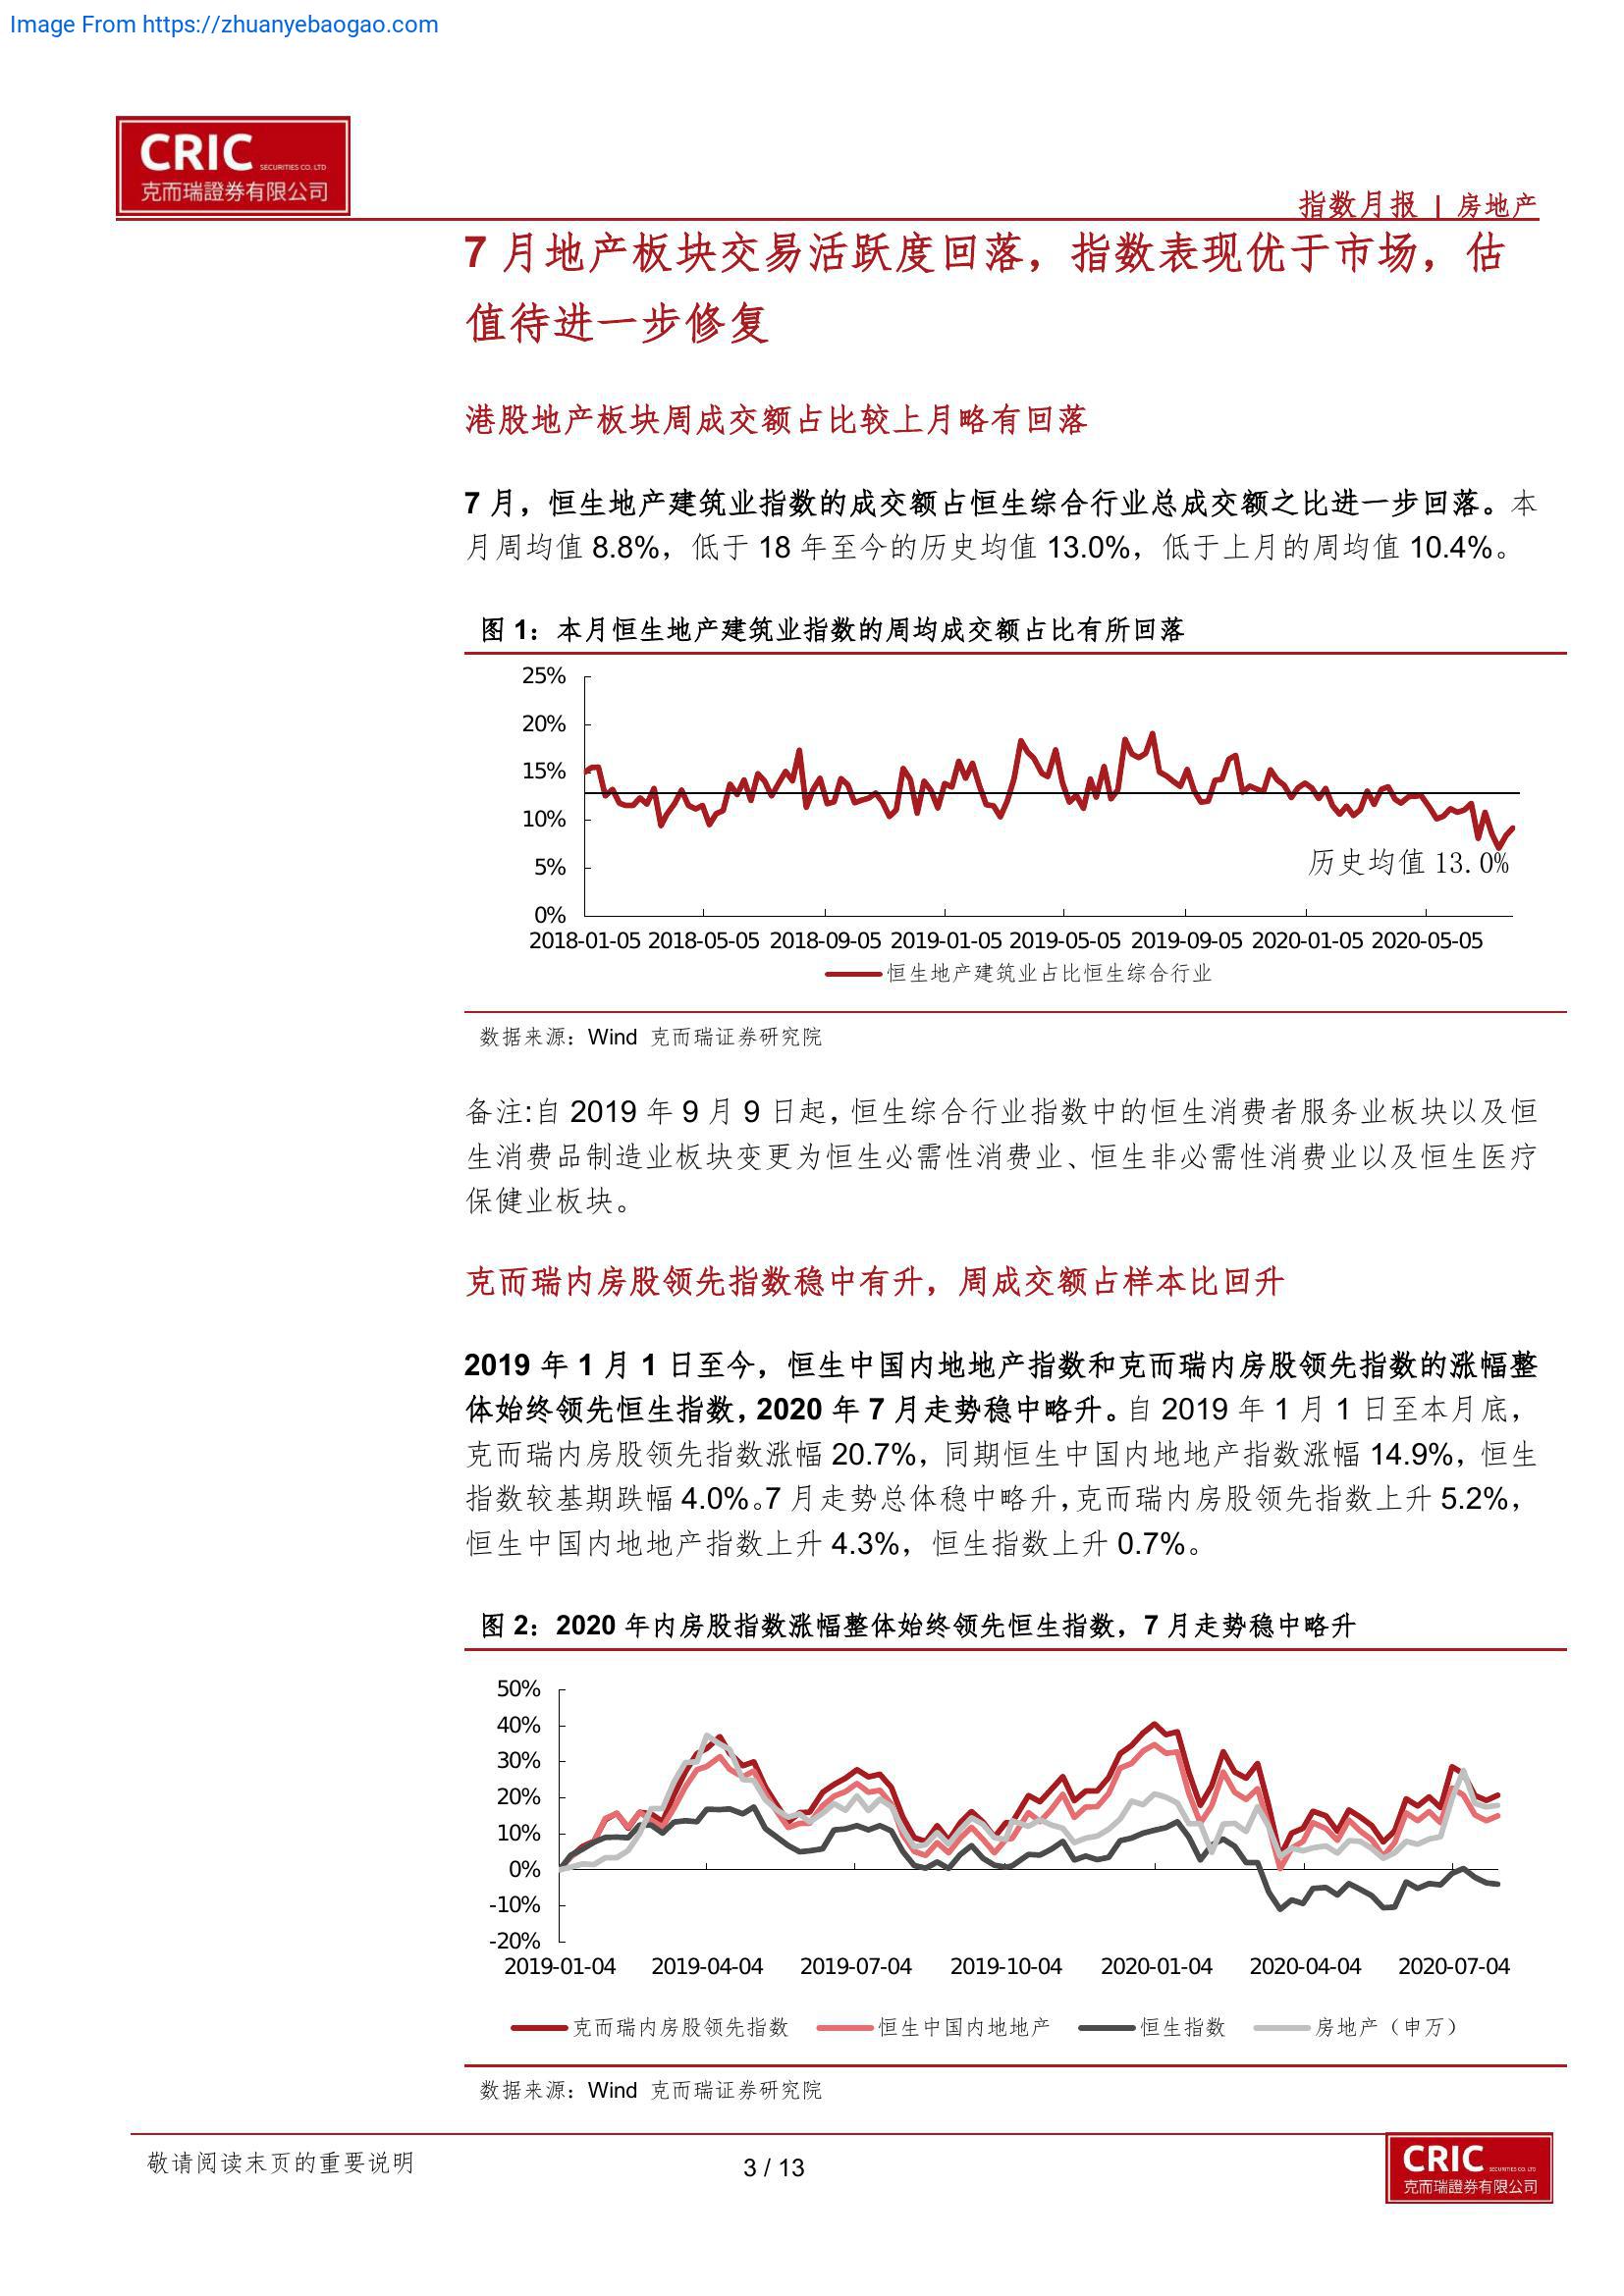 Image From https://zhuanyebaogao.com
CRIC SECURITIES CO. LTD
克而瑞證券有限公司
指数月报 | 房地产
7 月地产板块交易活跃度回落，指数表现优于市场，估
值待进一步修复
港股地产板块周成交额占比较上月略有回落
7 月，恒生地产建筑业指数的成交额占恒生综合行业总成交额之比进一步回落。本
月周均值 8.8%，低于 18 年至今的历史均值 13.0%，低于上月的周均值 10.4%。
图 1：本月恒生地产建筑业指数的周均成交额占比有所回落
25%
20%
15%
10%
5%
0%
历史均值 13.0%
2018-01-05 2018-05-05 2018-09-05 2019-01-05 2019-05-05 2019-09-05 2020-01-05 2020-05-05
恒生地产建筑业占比恒生综合行业
数据来源：Wind 克而瑞证券研究院
备注:自 2019 年 9 月 9 日起，恒生综合行业指数中的恒生消费者服务业板块以及恒
生消费品制造业板块变更为恒生必需性消费业、恒生非必需性消费业以及恒生医疗
保健业板块。
克而瑞内房股领先指数稳中有升，周成交额占样本比回升
2019 年 1 月 1 日至今，恒生中国内地地产指数和克而瑞内房股领先指数的涨幅整
体始终领先恒生指数，2020 年 7 月走势稳中略升。自 2019 年 1 月 1 日至本月底，
克而瑞内房股领先指数涨幅 20.7%，同期恒生中国内地地产指数涨幅 14.9%，恒生
指数较基期跌幅 4.0%。7 月走势总体稳中略升，克而瑞内房股领先指数上升 5.2%，
恒生中国内地地产指数上升 4.3%，恒生指数上升 0.7%。
图 2：2020 年内房股指数涨幅整体始终领先恒生指数，7 月走势稳中略升
50%
40%
30%
20%
10%
0%
-10%
-20%
2019-01-04 2019-04-04 2019-07-04 2019-10-04 2020-01-04 2020-04-04 2020-07-04
克而瑞内房股领先指数 恒生中国内地地产 恒生指数 房地产（申万）
数据来源：Wind 克而瑞证券研究院
敬请阅读末页的重要说明
3 / 13
CRIC SECURITIES CO. LTD
克而瑞證券有限公司